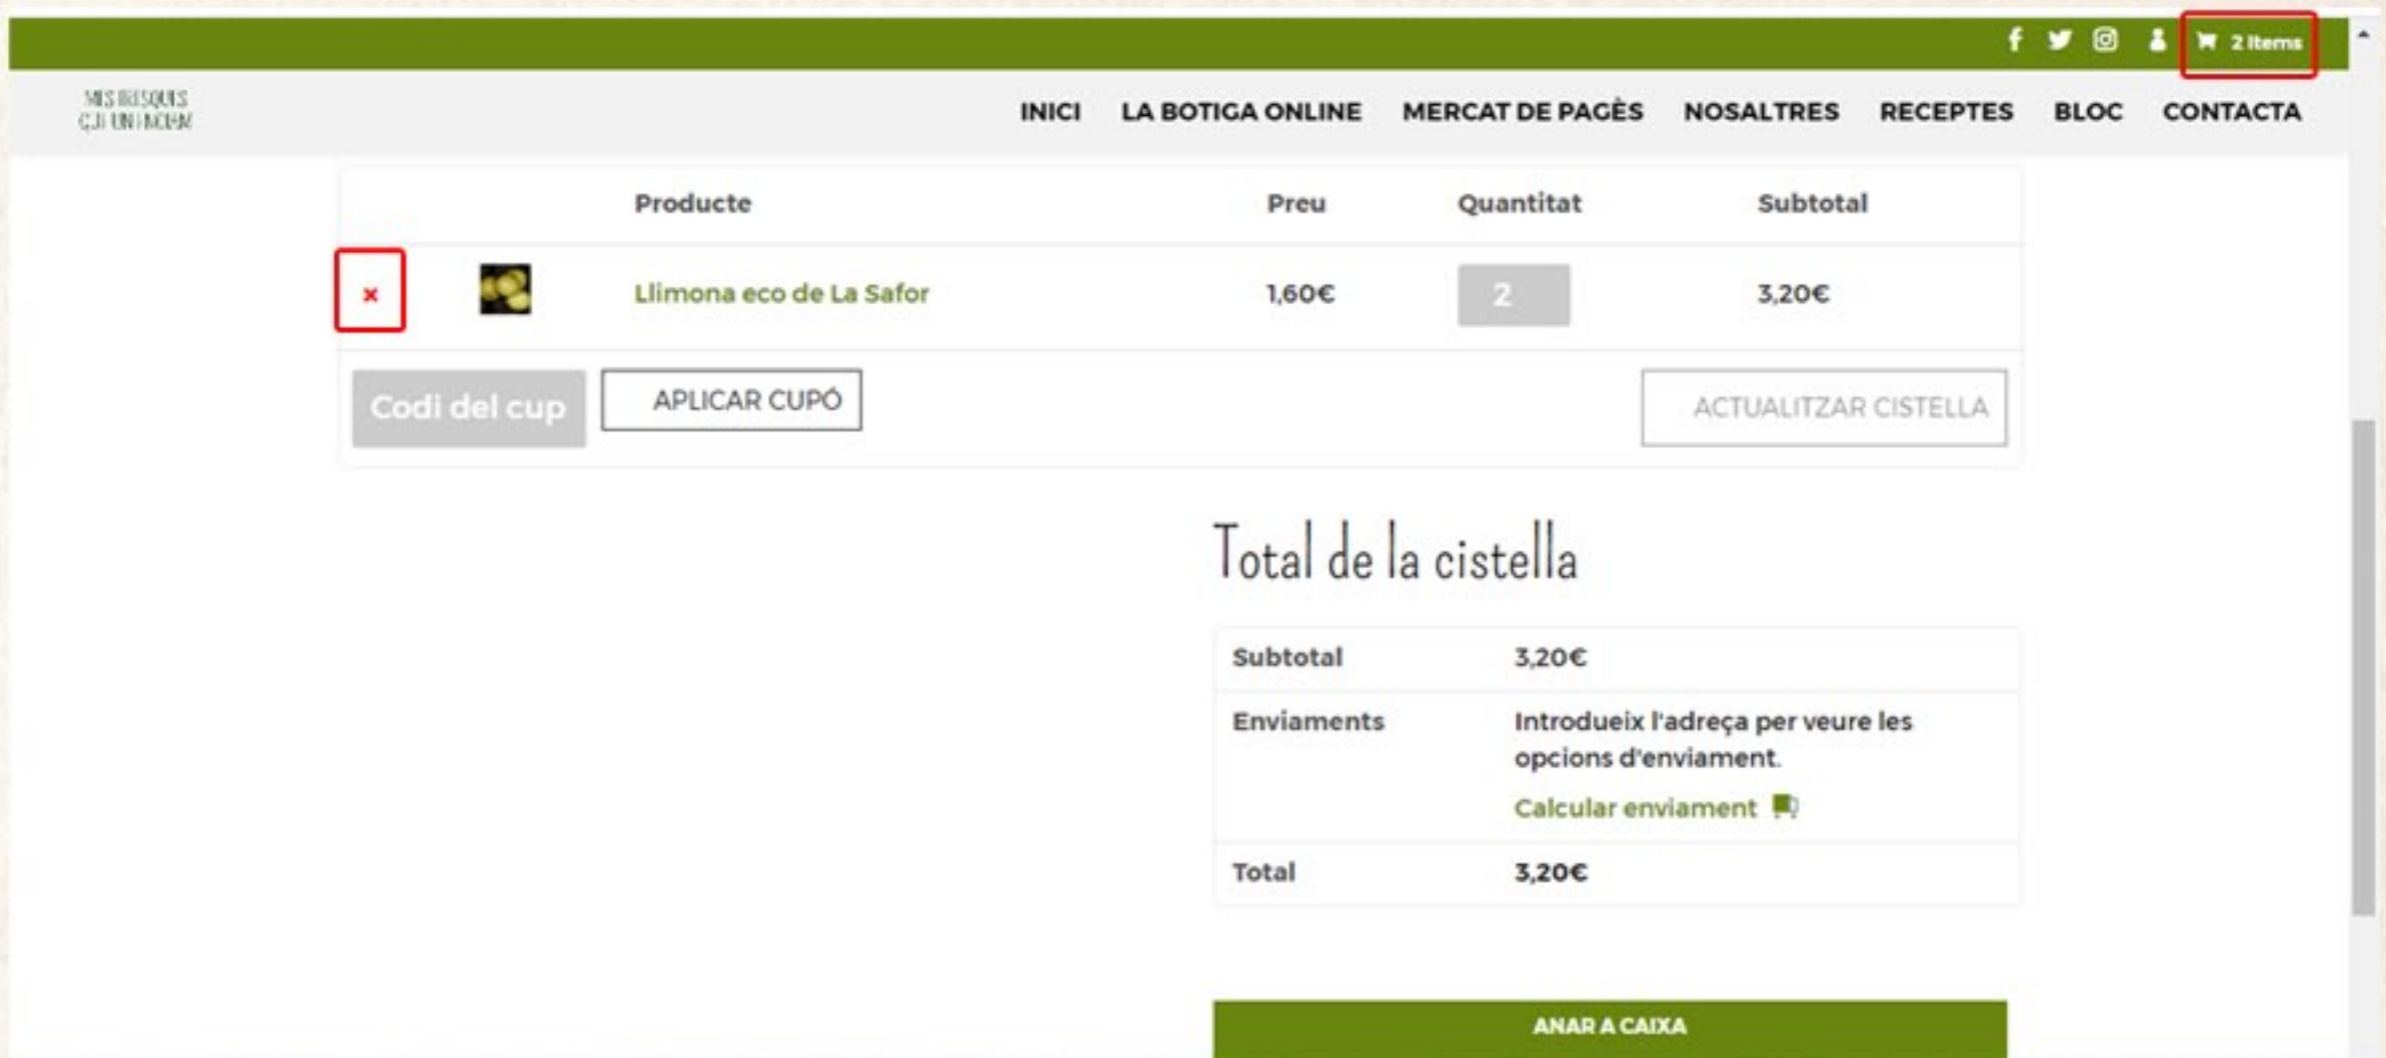 2 Items
INICI LA BOTIGA ONLINE MERCAT DE PAGÈS NOSALTRES RECEPTES BLOC CONTACTA
Producte Preu Quantitat Subtotal
× Llimona eco de La Safor 1,60€ 2 3,20€
Codi del cup APLICAR CUPÓ ACTUALITZAR CISTELLA
Total de la cistella
Subtotal 3,20€
Enviaments Introdueix l'adreça per veure les
opcions d'enviament.
Calcular enviament
Total 3,20€
ANAR A CAIXA